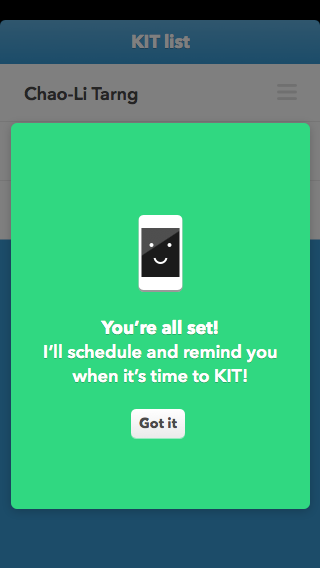 KIT list
Chao-Li Tarng
You're all set!
I'll schedule and remind you
when it's time to KIT!
Got it